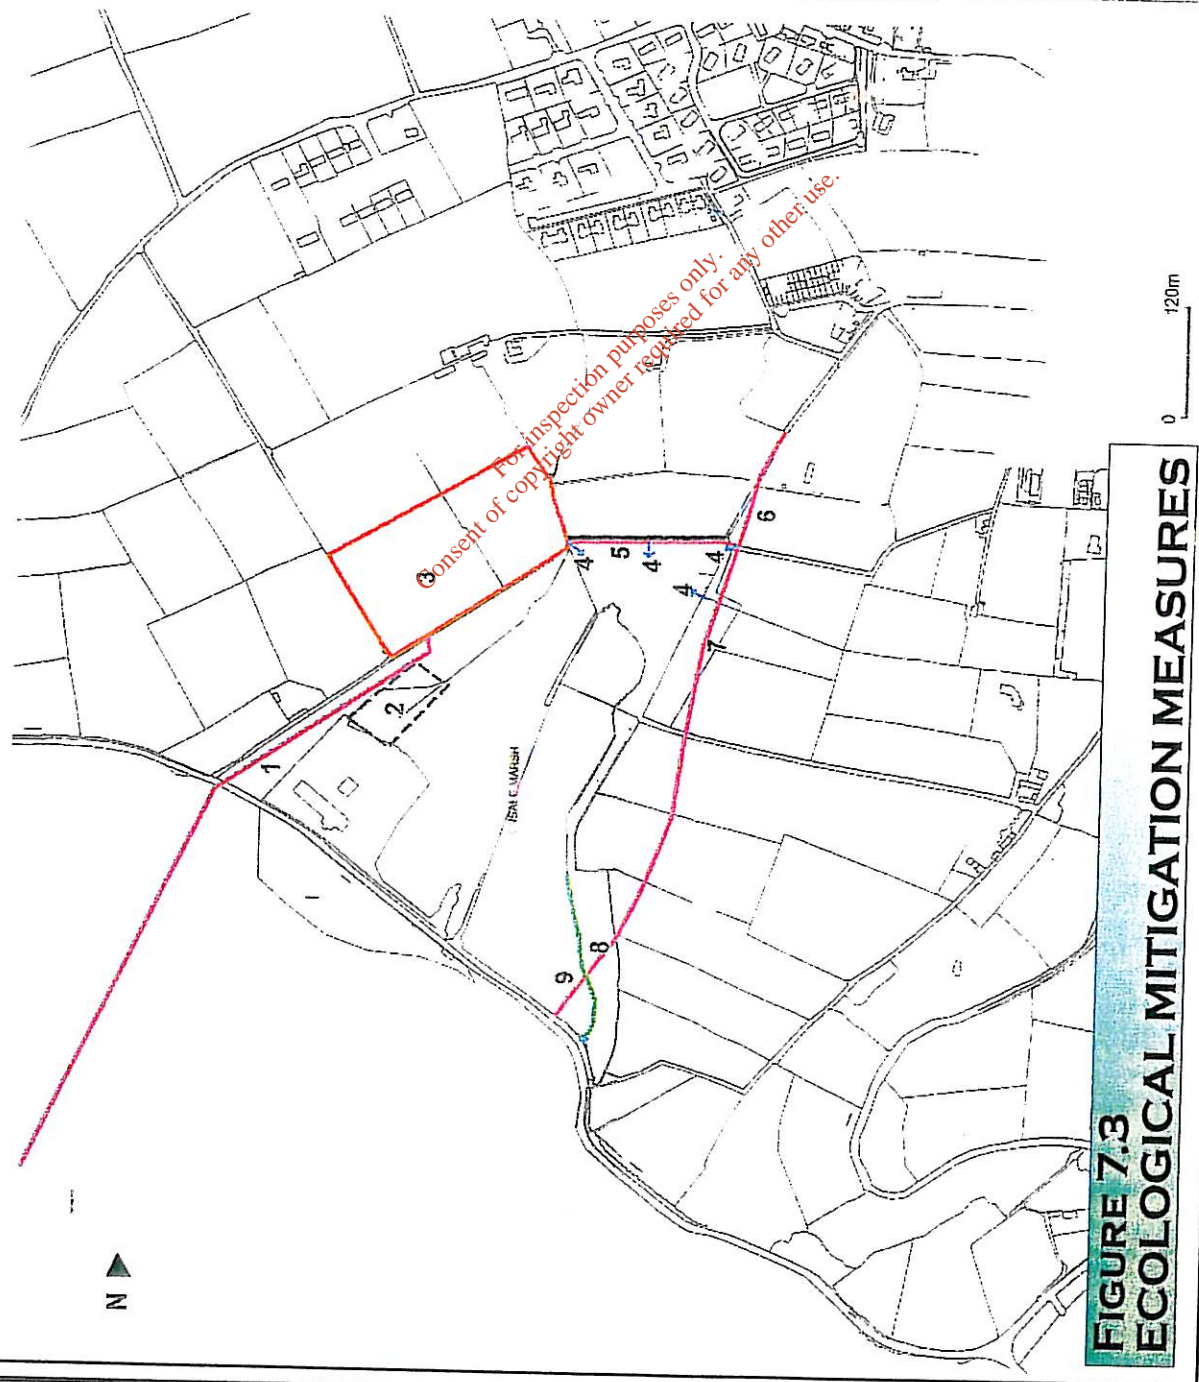 FIGURE 7.3
ECOLOGICAL MITIGATION MEASURES
N
0 120m
1
2
3
4
4
4
4
5
6
7
8
9
MARSH
For inspection purposes only.
Consent of copyright owner required for any other use.